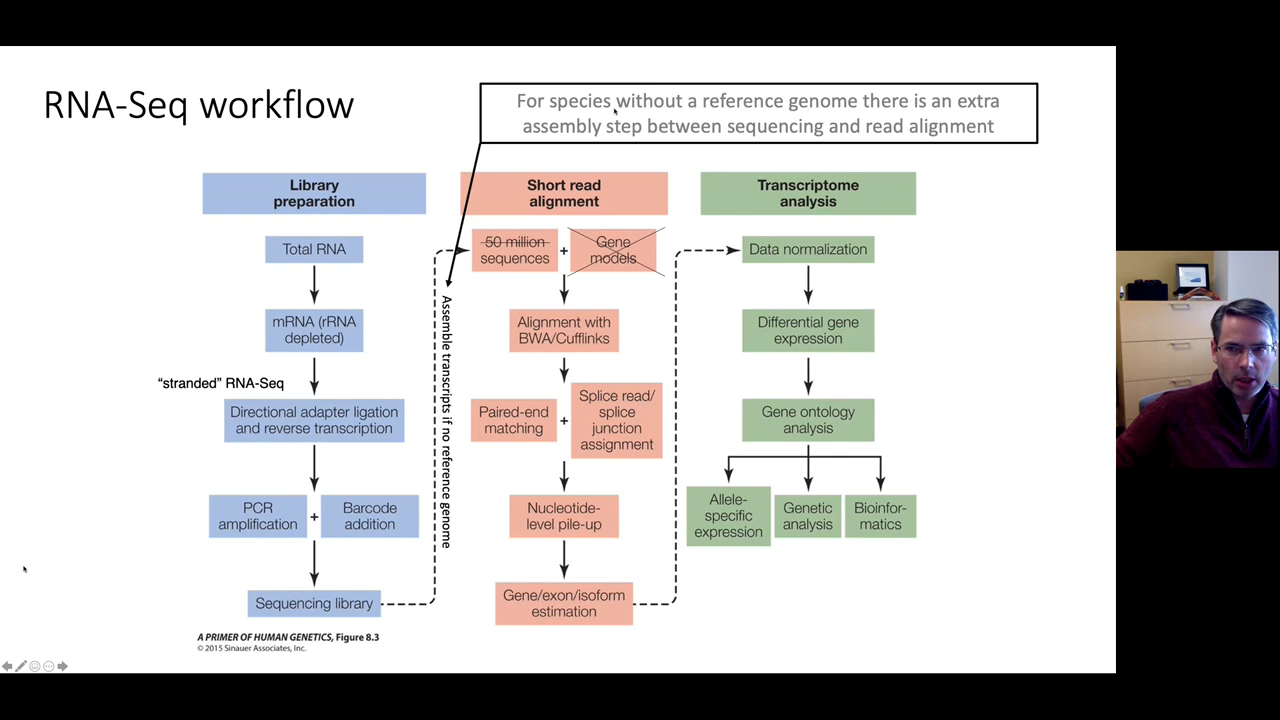 RNA-Seq workflow
For species without a reference genome there is an extra
assembly step between sequencing and read alignment
Library
preparation
Total RNA
mRNA (rRNA
depleted)
“stranded” RNA-Seq
Directional adapter ligation
and reverse transcription
PCR
amplification
+
Barcode
addition
Sequencing library
Assemble transcripts if no reference genome
Short read
alignment
50 million
sequences
+
Gene
models
Alignment with
BWA/Cufflinks
Paired-end
matching
+
Splice read/
splice
junction
assignment
Nucleotide-
level pile-up
Gene/exon/isoform
estimation
Transcriptome
analysis
Data normalization
Differential gene
expression
Gene ontology
analysis
Allele-
specific
expression
Genetic
analysis
Bioinfor-
matics
A PRIMER OF HUMAN GENETICS, Figure 8.3
© 2015 Sinauer Associates, Inc.